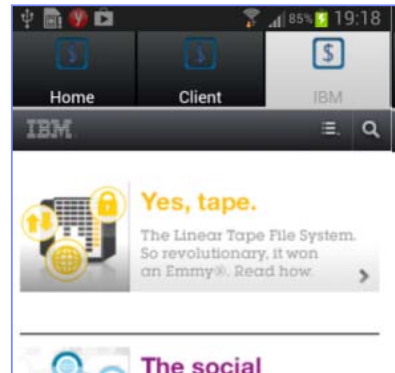 85% 19:18
Home Client IBM
IBM
Yes, tape.
The Linear Tape File System.
So revolutionary, it won
an Emmy®. Read how.
The social